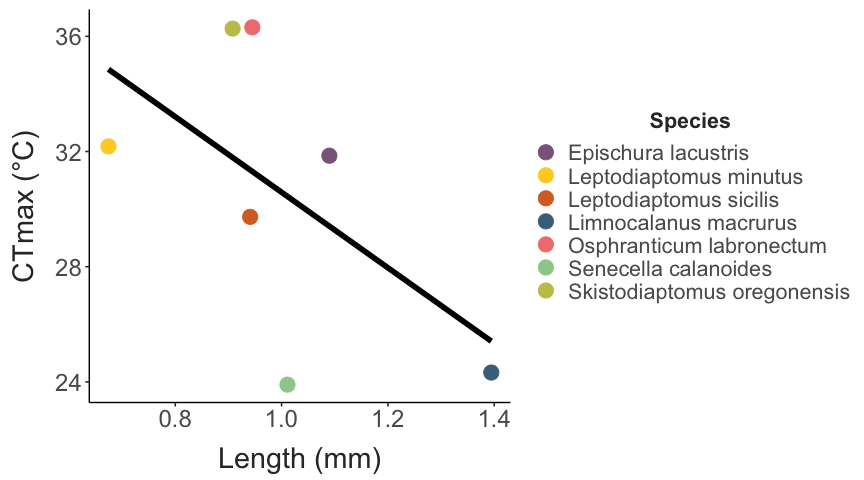 36
32
28
24
CTmax (°C)
0.8 1.0 1.2 1.4
Length (mm)
Species
Epischura lacustris
Leptodiaptomus minutus
Leptodiaptomus sicilis
Limnocalanus macrurus
Osphranticum labronectum
Senecella calanoides
Skistodiaptomus oregonensis